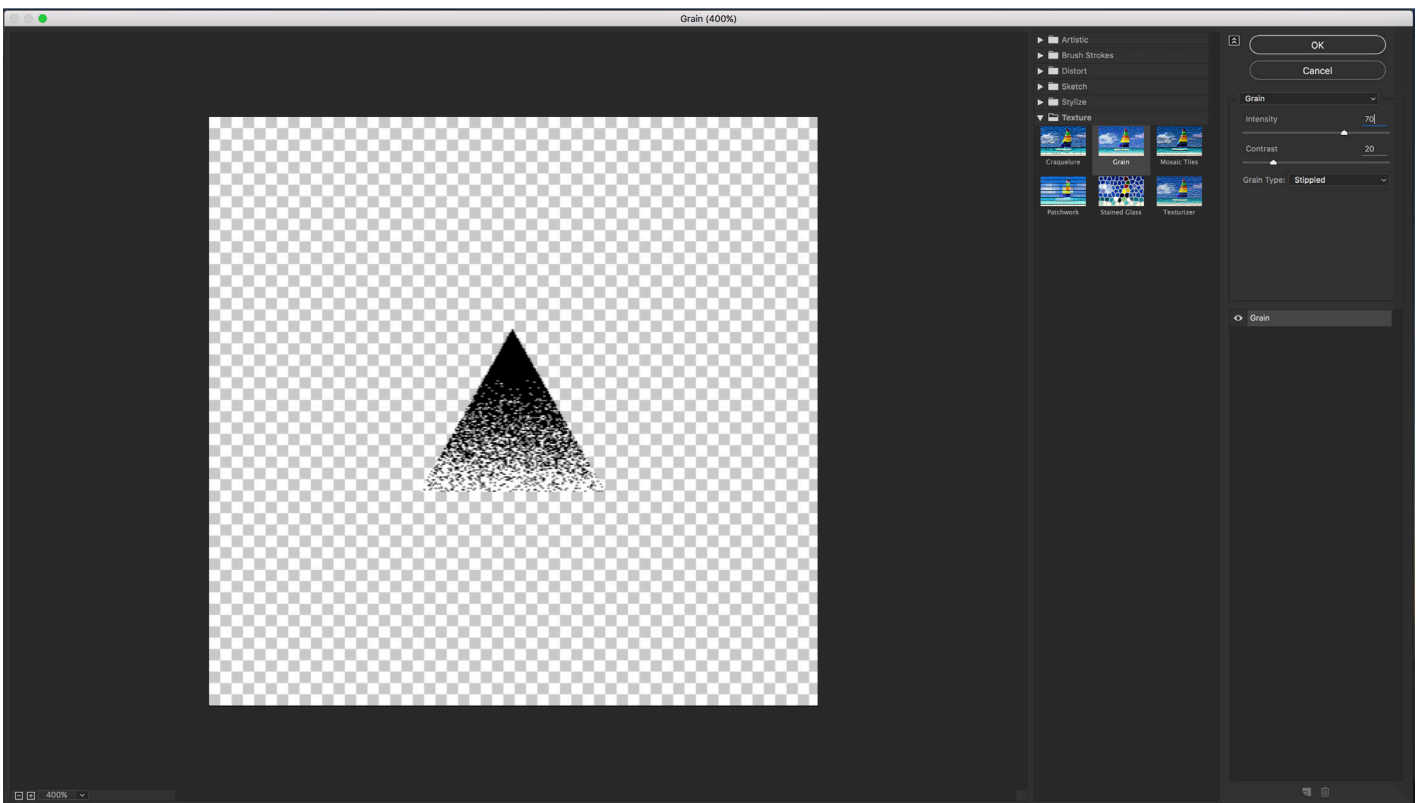 Grain (400%)
Artistic
Brush Strokes
Distort
Sketch
Stylize
Texture
Craquelure
Grain
Mosaic Tiles
Patchwork
Stained Glass
Texturizer
OK
Cancel
Grain
Intensity 70
Contrast 20
Grain Type: Stippled
Grain
400%